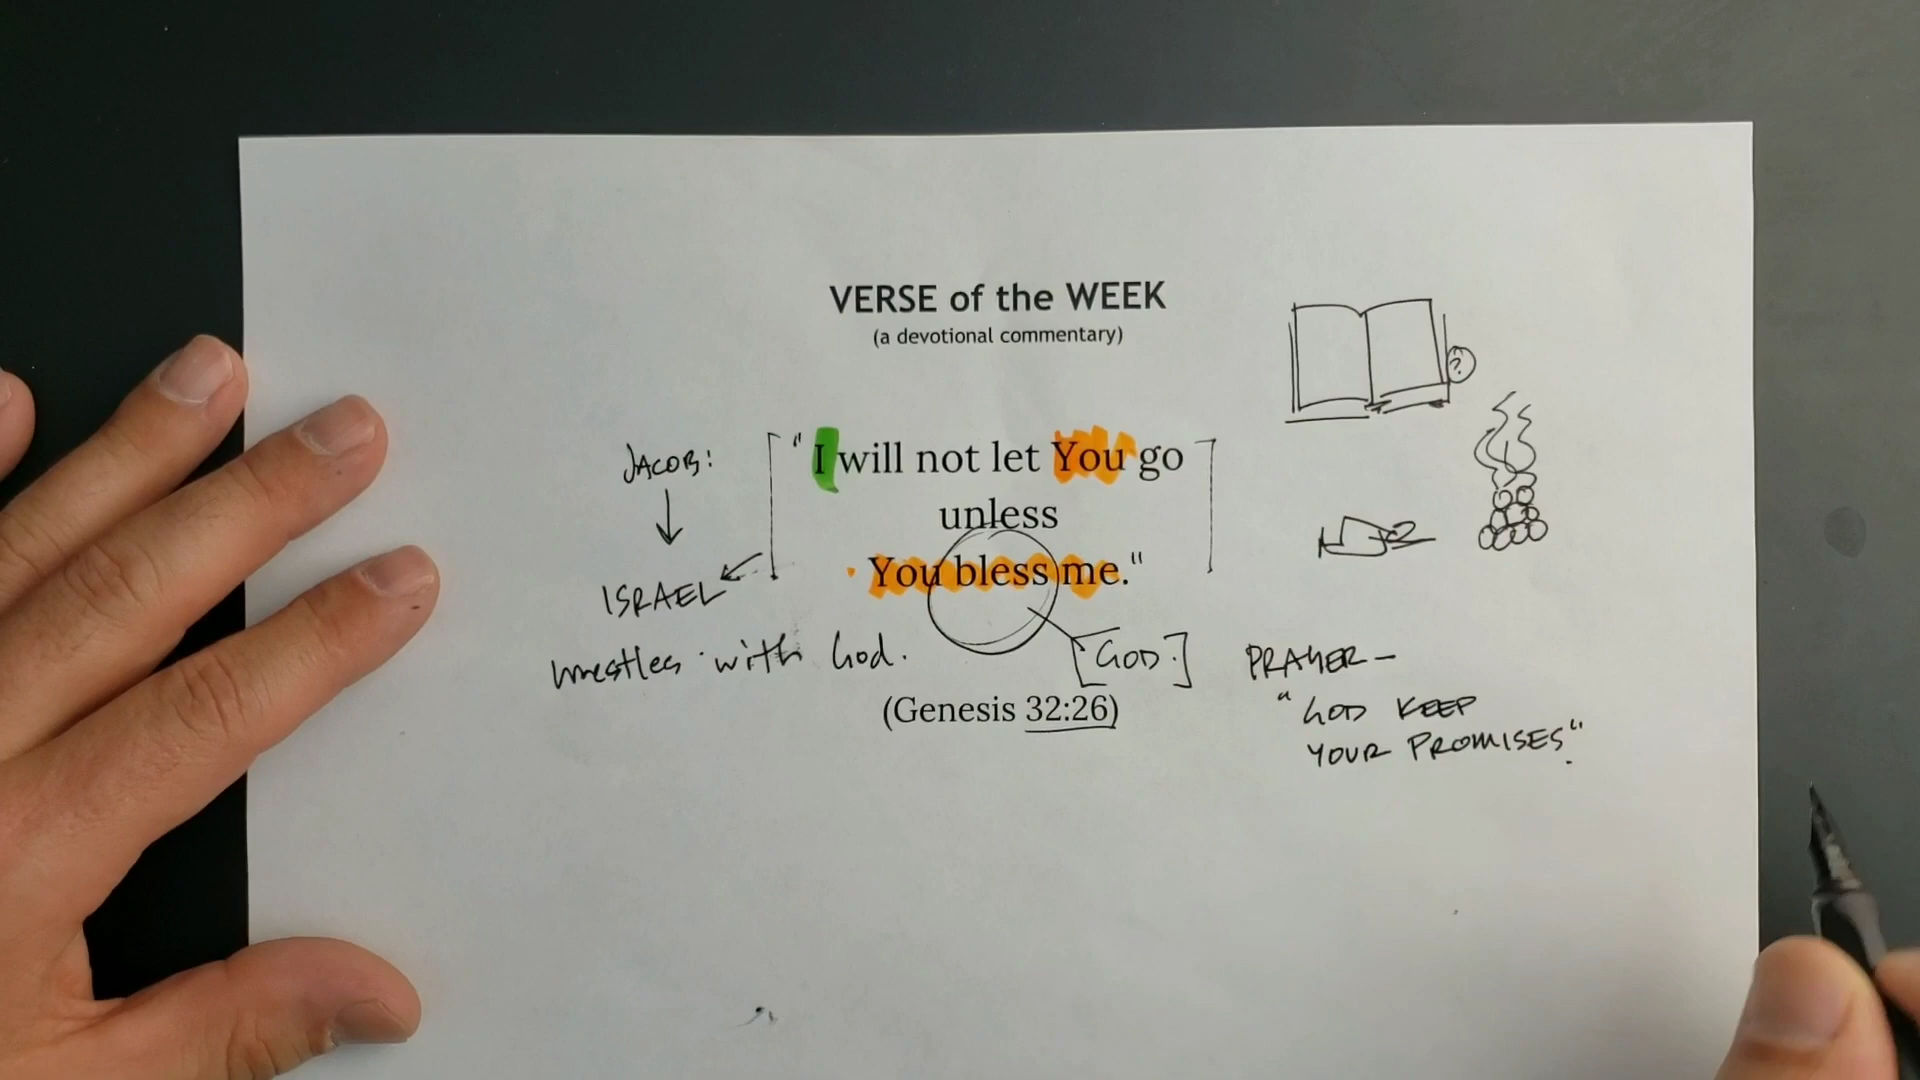 VERSE of the WEEK
(a devotional commentary)
JACOB:
"I will not let You go
unless
You bless me."
ISRAEL
wrestles with God.
[GOD.]
(Genesis 32:26)
PRAYER —
"GOD KEEP
YOUR PROMISES".
?